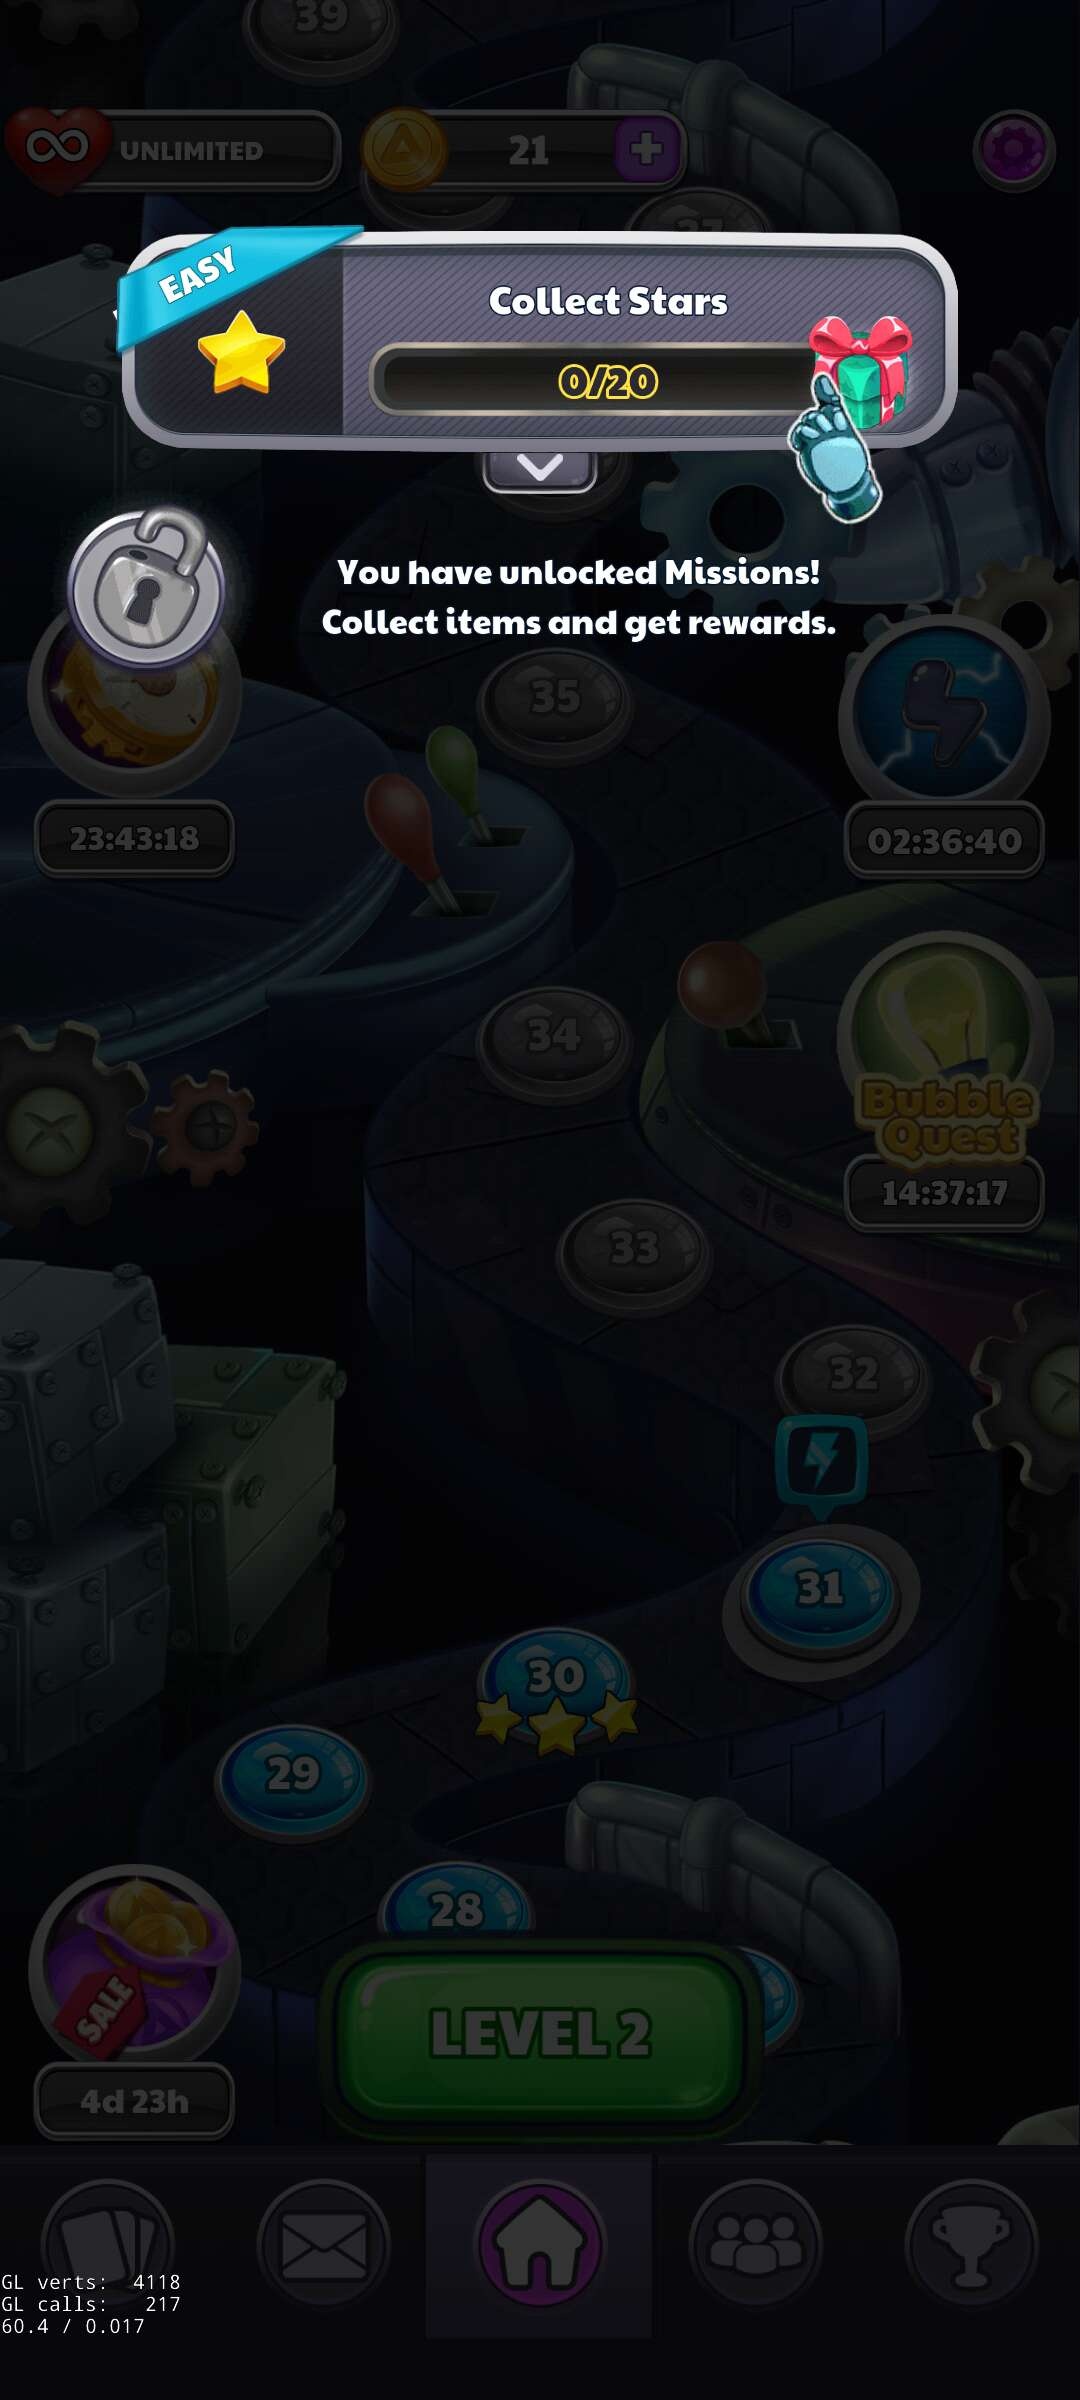 39
UNLIMITED
21
37
EASY
Collect Stars
0/20
You have unlocked Missions!
Collect items and get rewards.
35
23:43:18
02:36:40
34
Bubble
Quest
14:37:17
33
32
31
30
29
28
SALE
LEVEL 2
4d 23h
GL verts: 4118
GL calls: 217
60.4 / 0.017